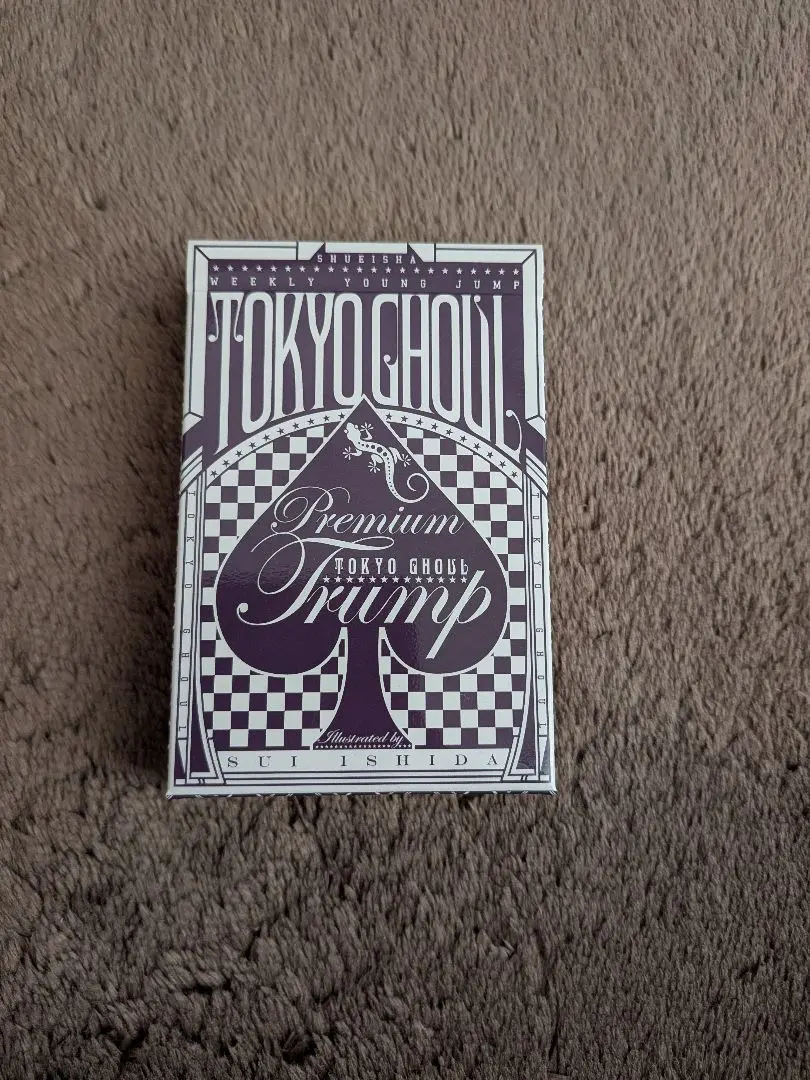 SHUEISHA
WEEKLY YOUNG JUMP
TOKYO GHOUL
Premium
TOKYO GHOUL
Trump
TOKYO GHOUL
TOKYO GHOUL
Illustrated by
SUI ISHIDA